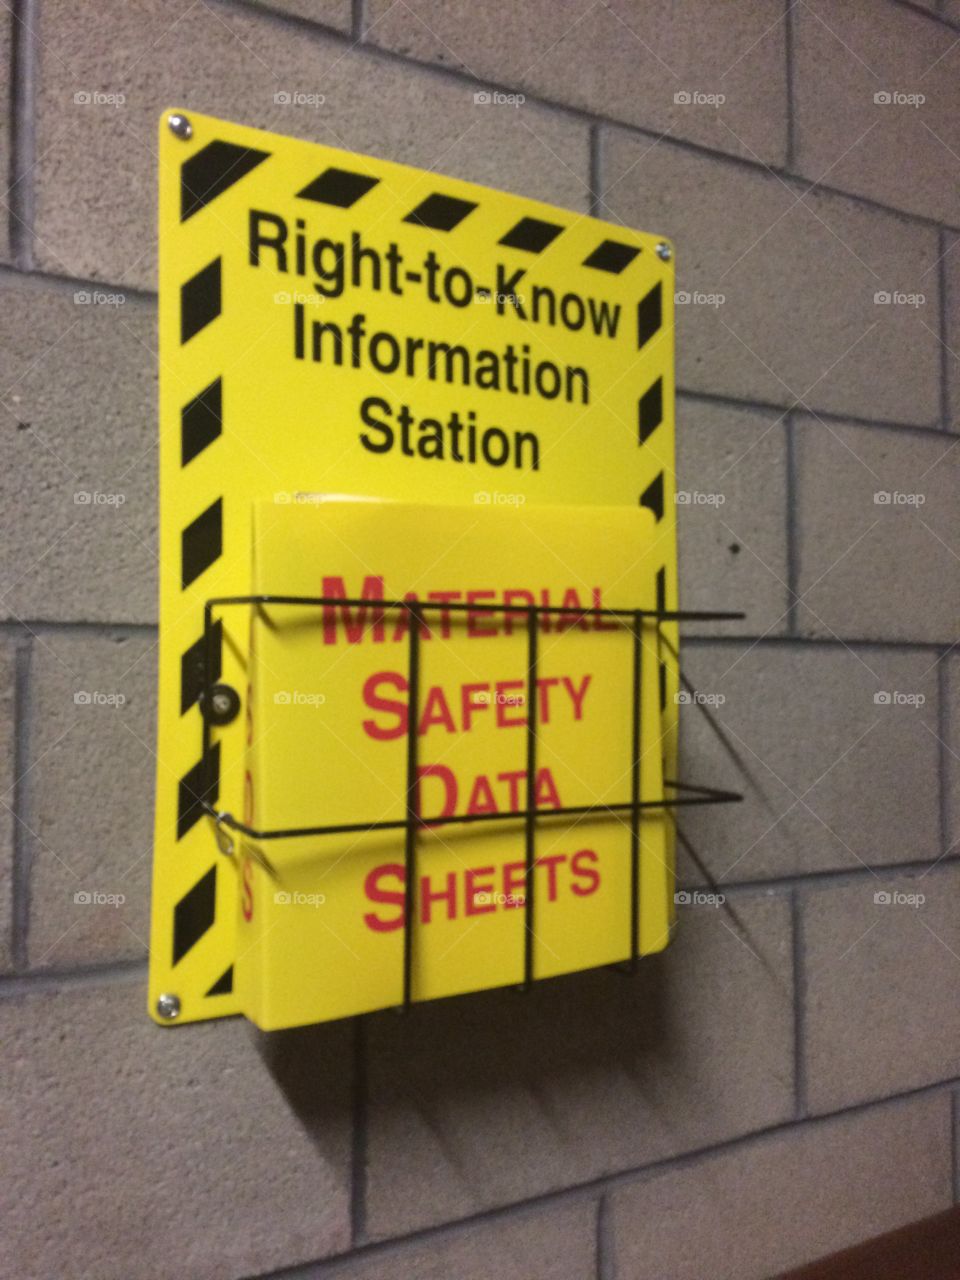 Right-to-Know
Information
Station
MATERIAL
SAFETY
DATA
SHEETS